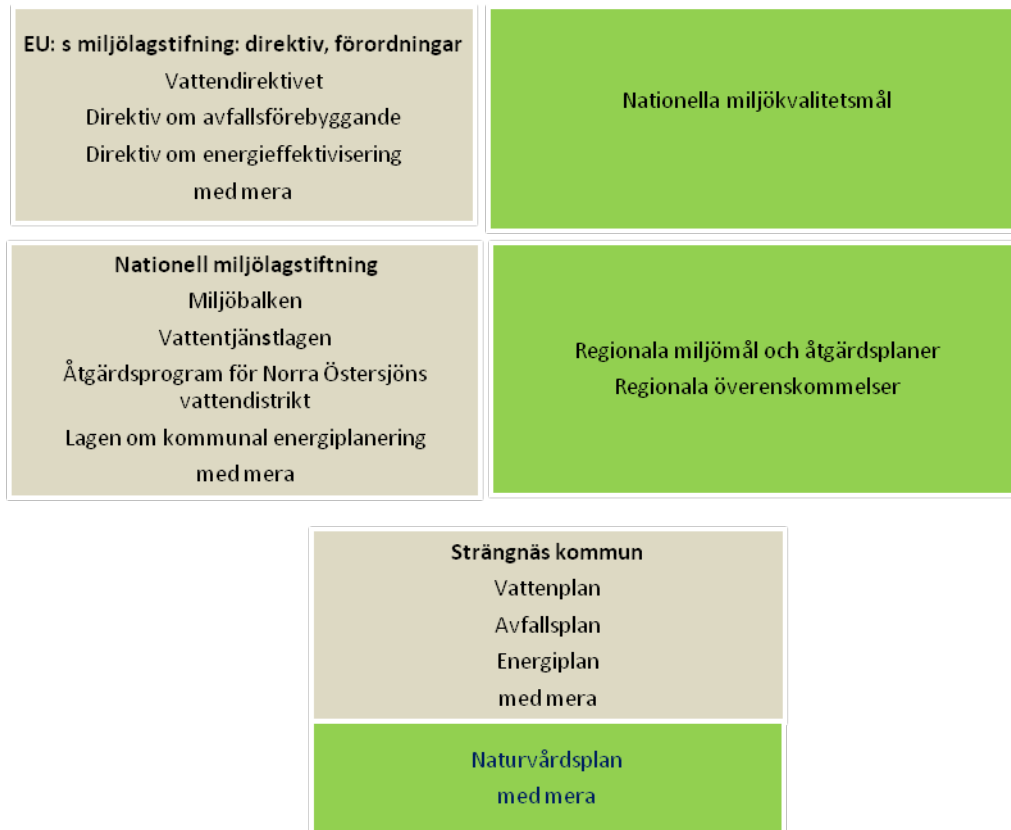 EU: s miljölagstifning: direktiv, förordningar
Vattendirektivet
Direktiv om avfallsförebyggande
Direktiv om energieffektivisering
med mera
Nationella miljökvalitetsmål
Nationell miljölagstiftning
Miljöbalken
Vattentjänstlagen
Åtgärdsprogram för Norra Östersjöns
vattendistrikt
Lagen om kommunal energiplanering
med mera
Regionala miljömål och åtgärdsplaner
Regionala överenskommelser
Strängnäs kommun
Vattenplan
Avfallsplan
Energiplan
med mera
Naturvårdsplan
med mera